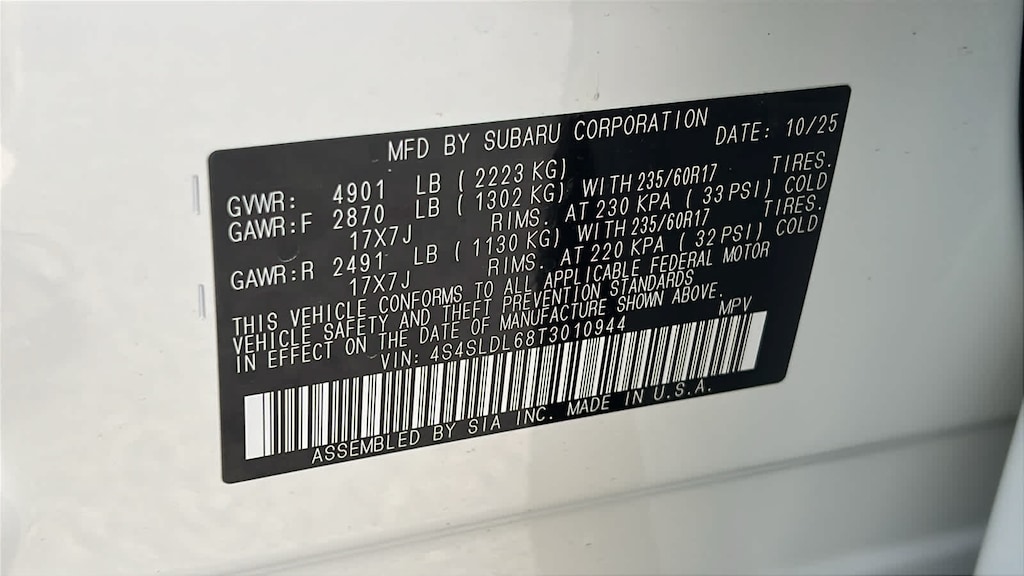 MFD BY SUBARU CORPORATION DATE: 10/25
GVWR: 4901 LB ( 2223 KG)
GAWR:F 2870 LB ( 1302 KG) WITH 235/60R17 TIRES.
17X7J RIMS. AT 230 KPA ( 33 PSI) COLD
GAWR:R 2491 LB ( 1130 KG) WITH 235/60R17 TIRES.
17X7J RIMS. AT 220 KPA ( 32 PSI) COLD
THIS VEHICLE CONFORMS TO ALL APPLICABLE FEDERAL MOTOR
VEHICLE SAFETY AND THEFT PREVENTION STANDARDS
IN EFFECT ON THE DATE OF MANUFACTURE SHOWN ABOVE.
VIN: 4S4SLDL68T3010944 MPV
ASSEMBLED BY SIA INC. MADE IN U.S.A.